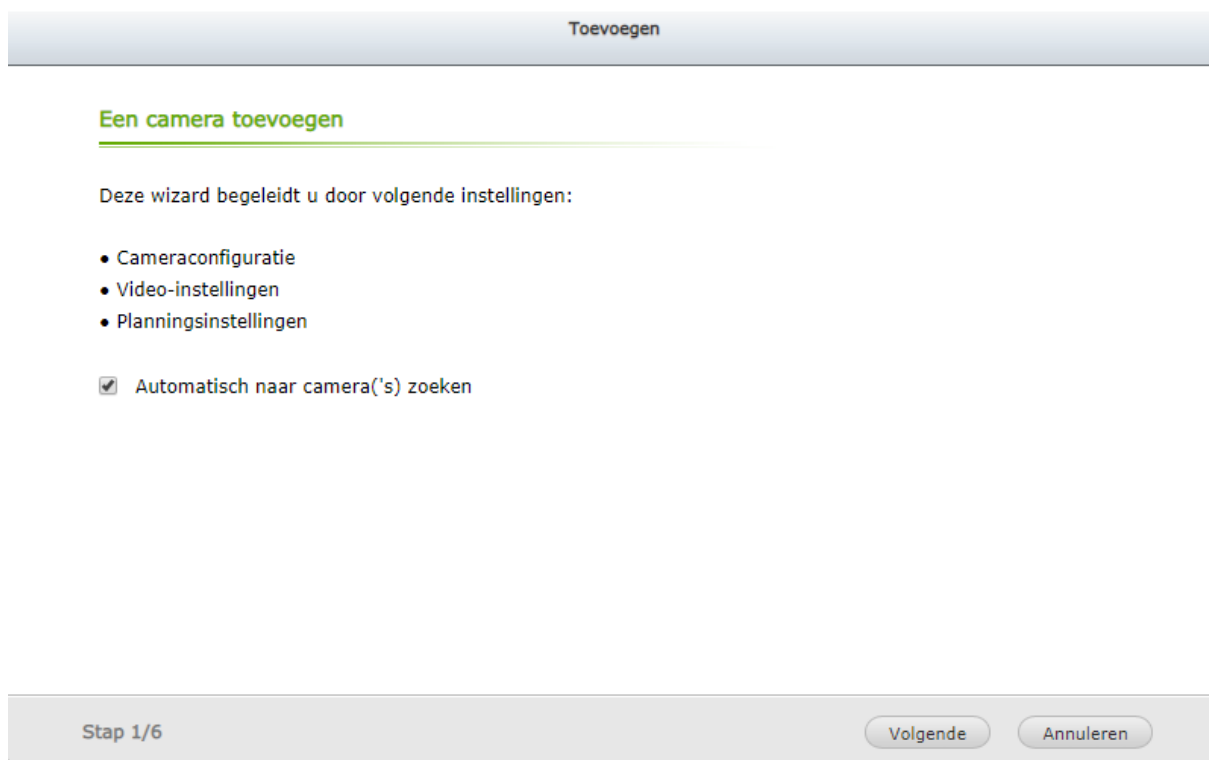 Toevoegen
Een camera toevoegen
Deze wizard begeleidt u door volgende instellingen:
• Cameraconfiguratie
• Video-instellingen
• Planningsinstellingen
Automatisch naar camera('s) zoeken
Stap 1/6
Volgende
Annuleren